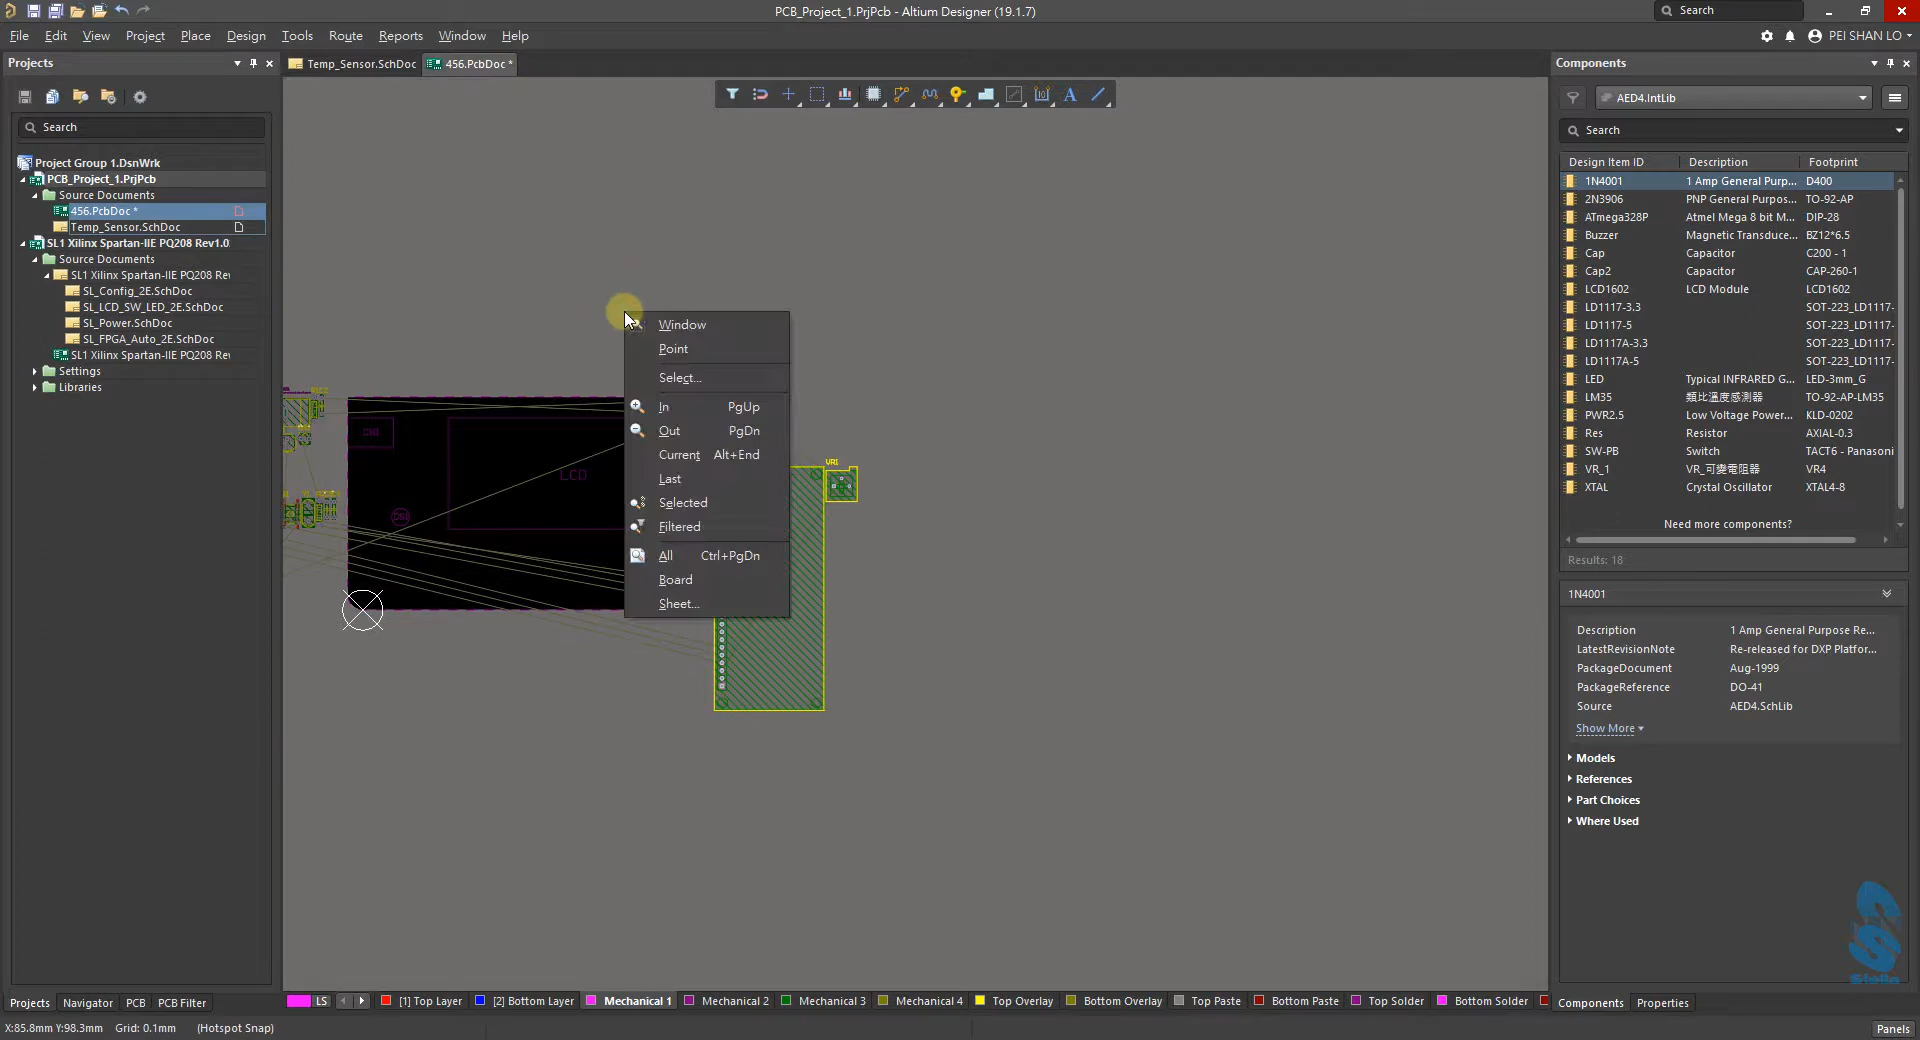 PCB_Project_1.PrjPcb - Altium Designer (19.1.7)
Search
File Edit View Project Place Design Tools Route Reports Window Help
PEI SHAN LO
Projects
Temp_Sensor.SchDoc
456.PcbDoc *
Search
Project Group 1.DsnWrk
PCB_Project_1.PrjPcb
Source Documents
456.PcbDoc *
Temp_Sensor.SchDoc
SL1 Xilinx Spartan-IIE PQ208 Rev1.0
Source Documents
SL1 Xilinx Spartan-IIE PQ208 Rev
SL_Config_2E.SchDoc
SL_LCD_SW_LED_2E.SchDoc
SL_Power.SchDoc
SL_FPGA_Auto_2E.SchDoc
SL1 Xilinx Spartan-IIE PQ208 Rev
Settings
Libraries
Window
Point
Select...
In PgUp
Out PgDn
Current Alt+End
Last
Selected
Filtered
All Ctrl+PgDn
Board
Sheet...
LCD
VR1
Components
AED4.IntLib
Search
Design Item ID Description Footprint
1N4001 1 Amp General Purp... D400
2N3906 PNP General Purpos... TO-92-AP
ATmega328P Atmel Mega 8 bit M... DIP-28
Buzzer Magnetic Transduce... BZ12*6.5
Cap Capacitor C200 - 1
Cap2 Capacitor CAP-260-1
LCD1602 LCD Module LCD1602
LD1117-3.3 SOT-223_LD1117-
LD1117-5 SOT-223_LD1117-
LD1117A-3.3 SOT-223_LD1117-
LD1117A-5 SOT-223_LD1117-
LED Typical INFRARED G... LED-3mm_G
LM35 類比溫度感測器 TO-92-AP-LM35
PWR2.5 Low Voltage Power... KLD-0202
Res Resistor AXIAL-0.3
SW-PB Switch TACT6 - Panasoni
VR_1 VR_可變電阻器 VR4
XTAL Crystal Oscillator XTAL4-8
Need more components?
Results: 18
1N4001
Description 1 Amp General Purpose Re...
LatestRevisionNote Re-released for DXP Platfor...
PackageDocument Aug-1999
PackageReference DO-41
Source AED4.SchLib
Show More
Models
References
Part Choices
Where Used
Projects Navigator PCB PCB Filter
LS [1] Top Layer [2] Bottom Layer Mechanical 1 Mechanical 2 Mechanical 3 Mechanical 4 Top Overlay Bottom Overlay Top Paste Bottom Paste Top Solder Bottom Solder
Components Properties
X:85.8mm Y:98.3mm Grid: 0.1mm (Hotspot Snap)
Panels